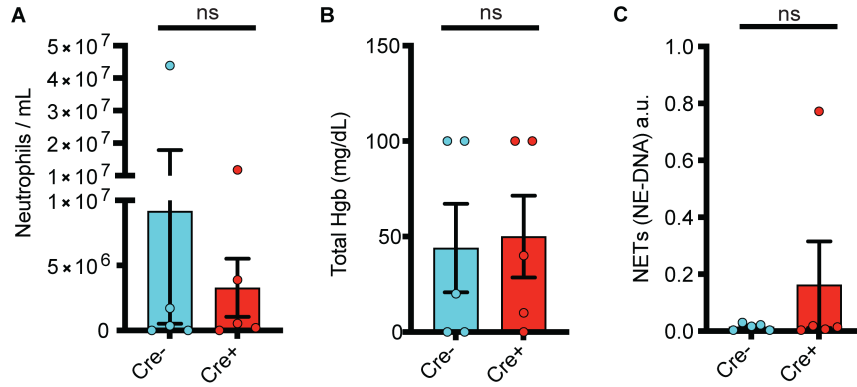 A
ns
Neutrophils / mL
5×10⁷
4×10⁷
3×10⁷
2×10⁷
1×10⁷
1×10⁷
5×10⁶
0
Cre-
Cre+
B
ns
Total Hgb (mg/dL)
150
100
50
0
Cre-
Cre+
C
ns
NETs (NE-DNA) a.u.
1.0
0.8
0.6
0.4
0.2
0.0
Cre-
Cre+